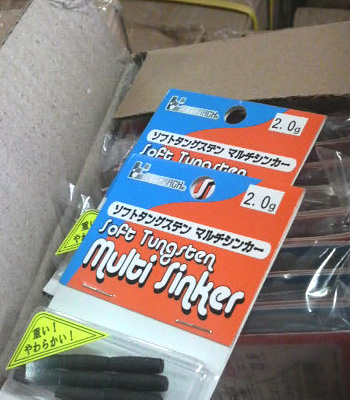 2.0g
ソフトタングステン マルチシンカー
Soft Tungsten
2.0g
ソフトタングステン マルチシンカー
Soft Tungsten
Multi Sinker
重い!
やわらかい!